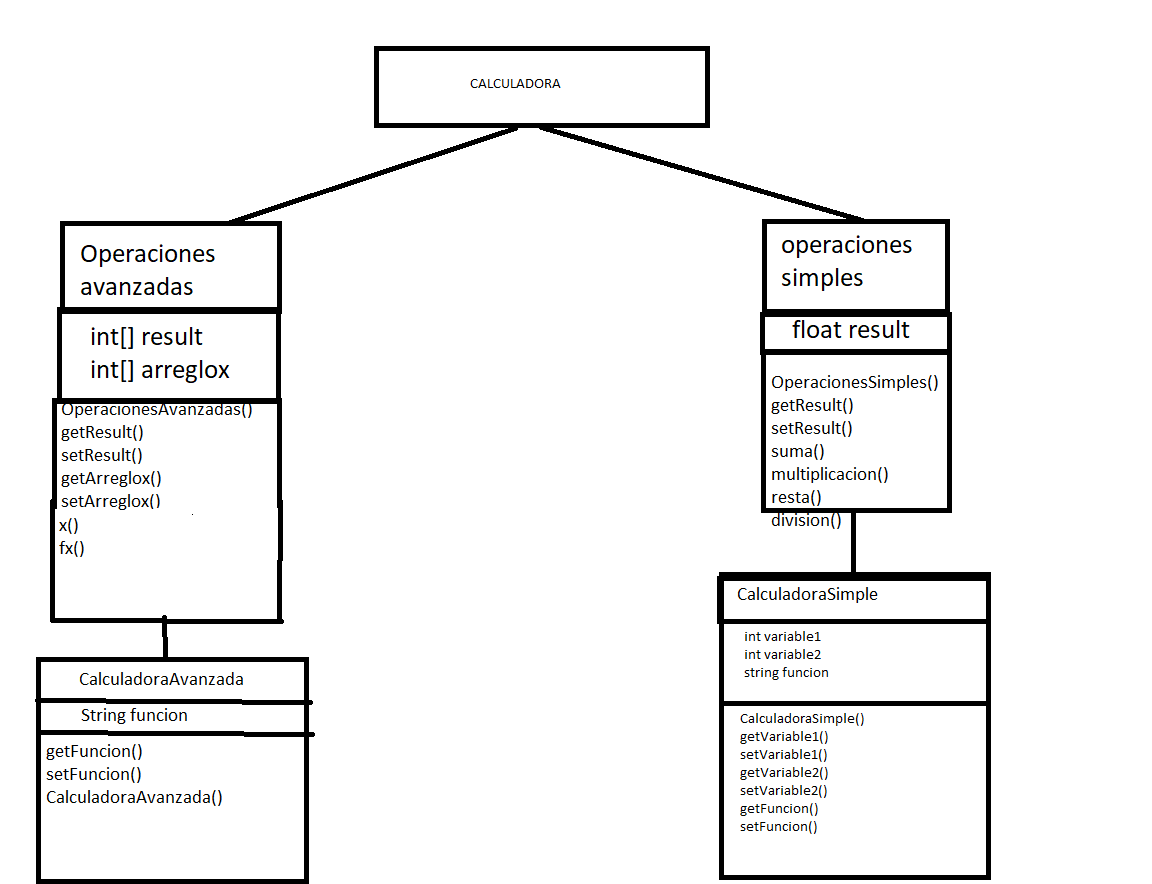 CALCULADORA
Operaciones
avanzadas
int[] result
int[] arreglox
OperacionesAvanzadas()
getResult()
setResult()
getArreglox()
setArreglox()
x()
fx()
CalculadoraAvanzada
String funcion
getFuncion()
setFuncion()
CalculadoraAvanzada()
operaciones
simples
float result
OperacionesSimples()
getResult()
setResult()
suma()
multiplicacion()
resta()
division()
CalculadoraSimple
int variable1
int variable2
string funcion
CalculadoraSimple()
getVariable1()
setVariable1()
getVariable2()
setVariable2()
getFuncion()
setFuncion()